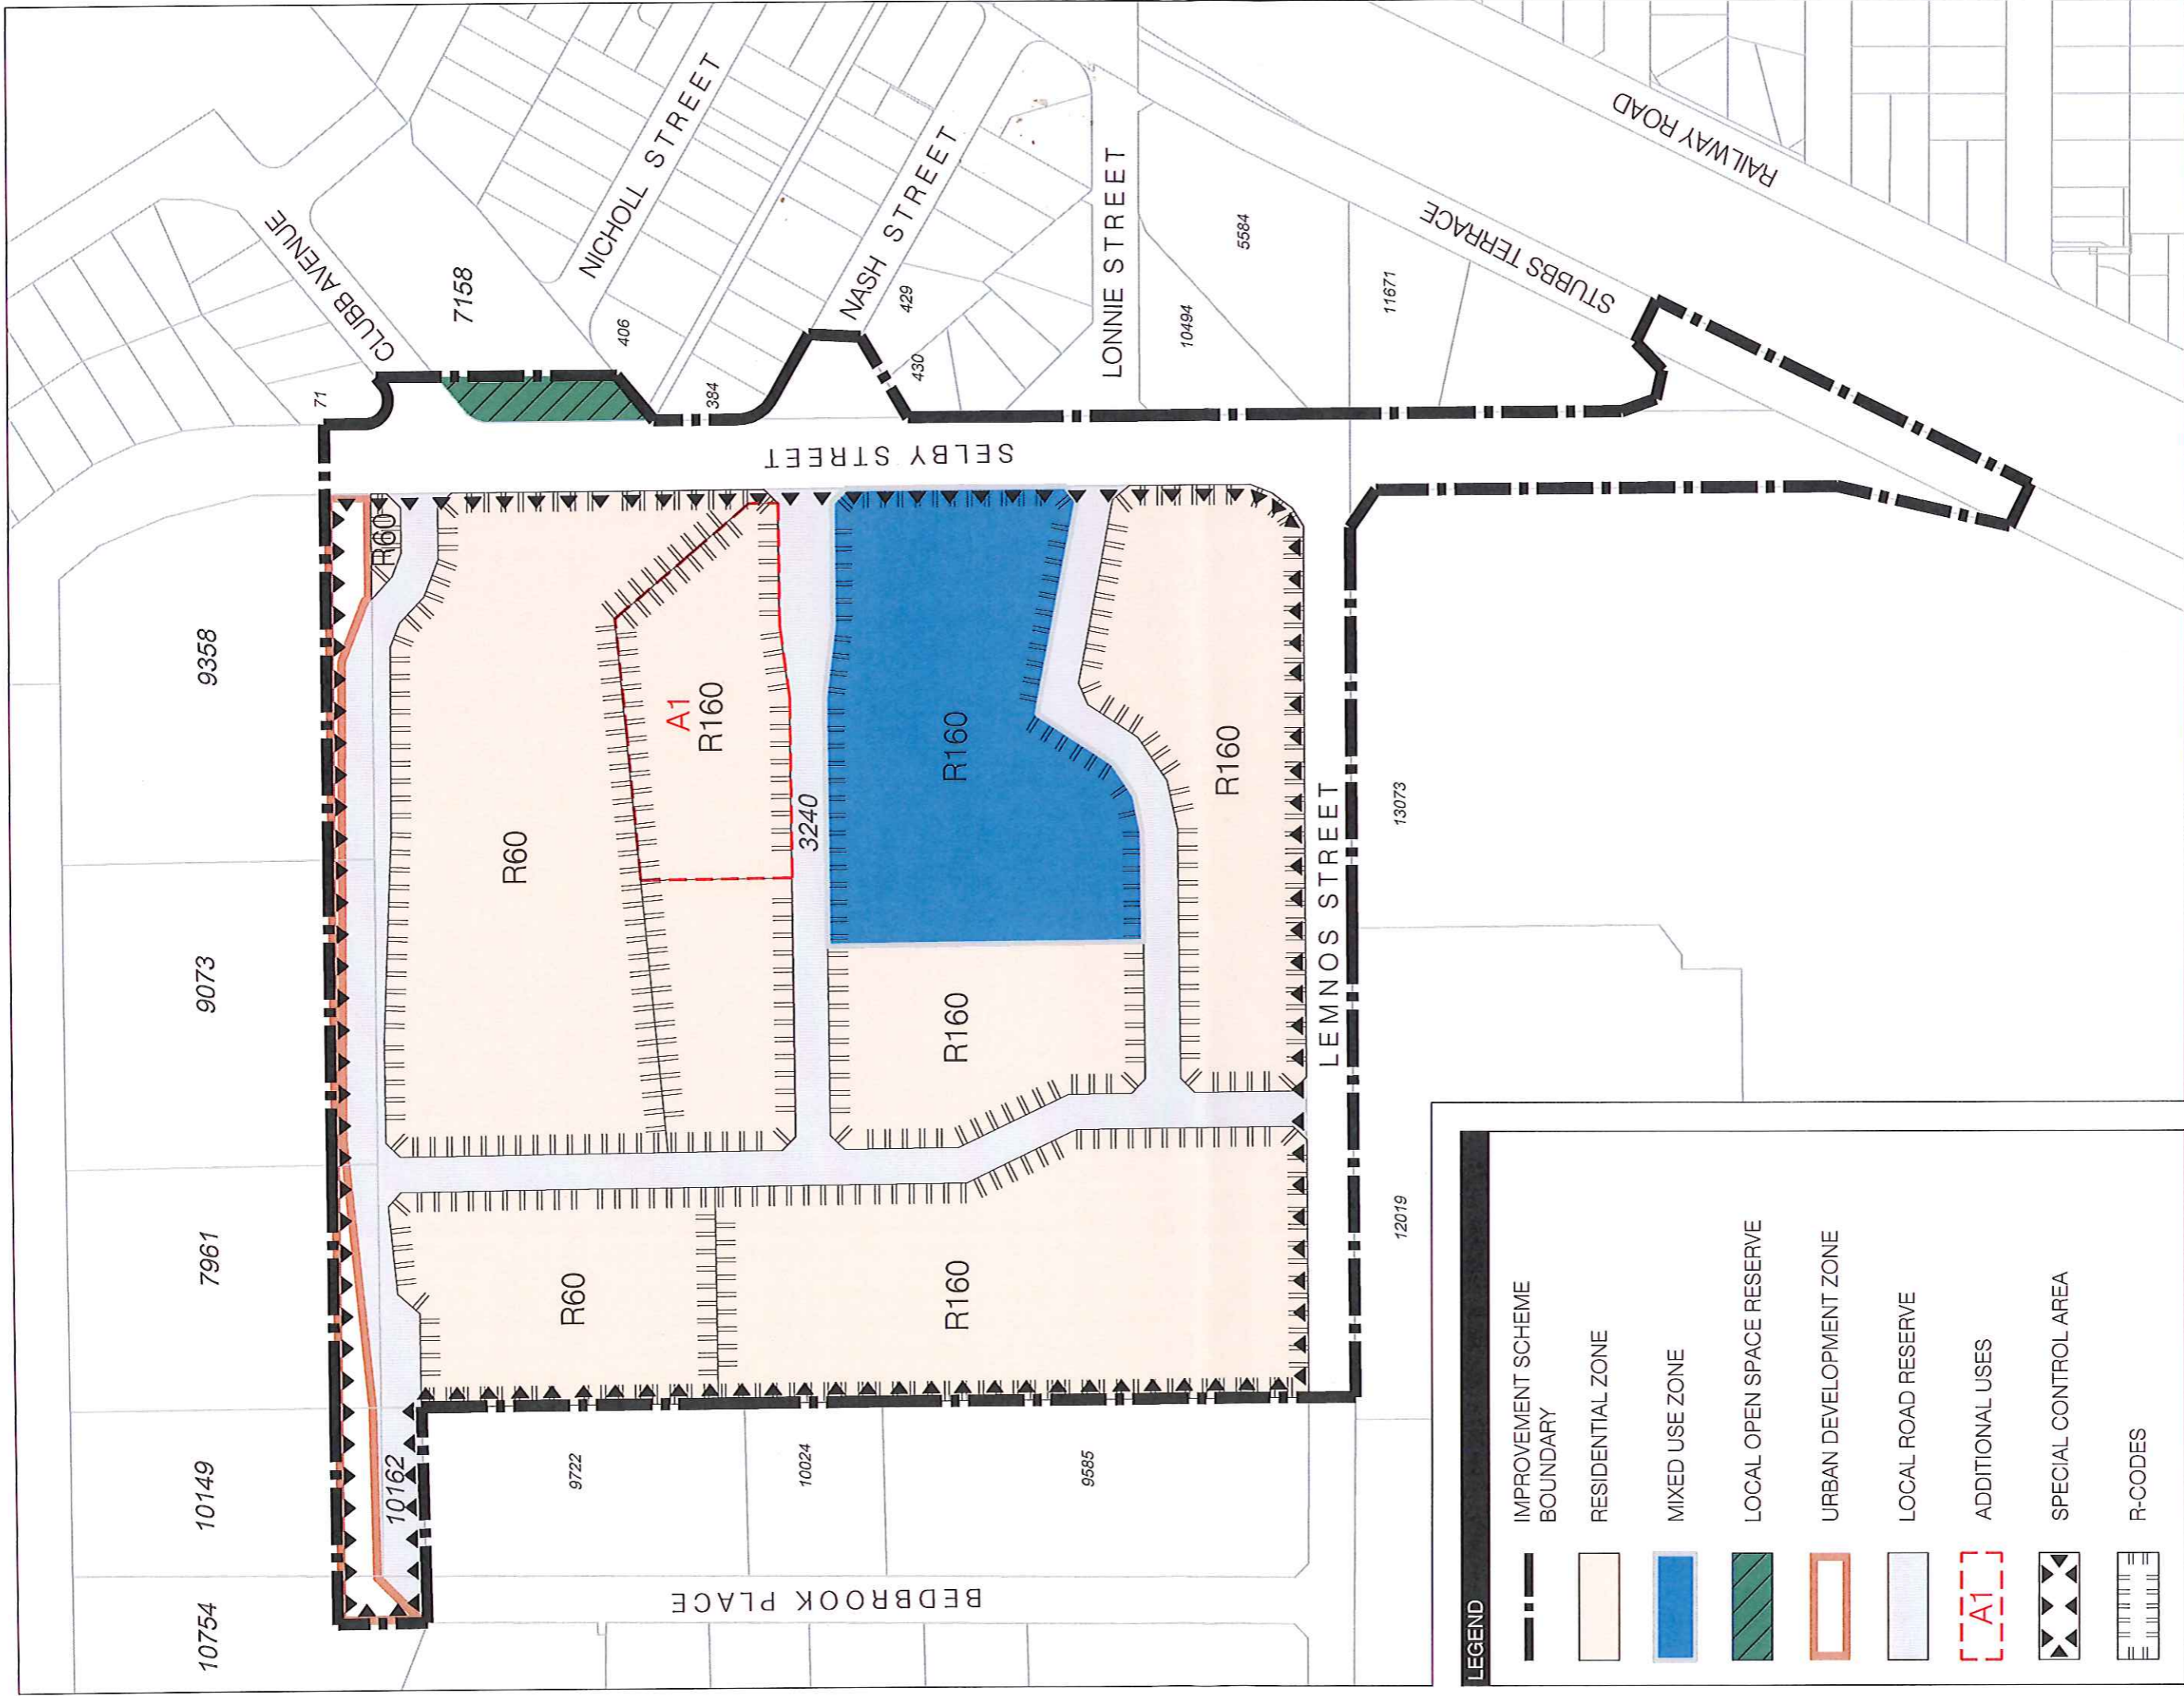 CLUBB AVENUE
7158
NICHOLL STREET
NASH STREET
LONNIE STREET
STUBBS TERRACE
RAILWAY ROAD
71
406
384
429
430
10494
5584
11671
SELBY STREET
9358
9073
7961
10149
10754
R60
R60
A1
R160
3240
R160
R160
R160
R60
R160
LEMNOS STREET
13073
12019
10162
9722
10024
9585
BEDBROOK PLACE
LEGEND
IMPROVEMENT SCHEME
BOUNDARY
RESIDENTIAL ZONE
MIXED USE ZONE
LOCAL OPEN SPACE RESERVE
URBAN DEVELOPMENT ZONE
LOCAL ROAD RESERVE
A1
ADDITIONAL USES
SPECIAL CONTROL AREA
R-CODES